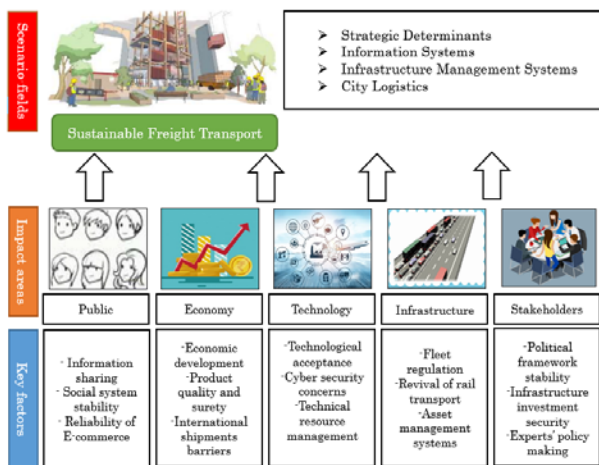 Scenario fields
Strategic Determinants
Information Systems
Infrastructure Management Systems
City Logistics
Sustainable Freight Transport
Impact areas
Public
Economy
Technology
Infrastructure
Stakeholders
Key factors
- Information
sharing
- Social system
stability
- Reliability of
E-commerce
-Economic
development
-Product
quality and
surety
-International
shipments
barriers
-Technological
acceptance
-Cyber security
concerns
-Technical
resource
management
-Fleet
regulation
-Revival of rail
transport
-Asset
management
systems
-Political
framework
stability
-Infrastructure
investment
security
-Experts' policy
making